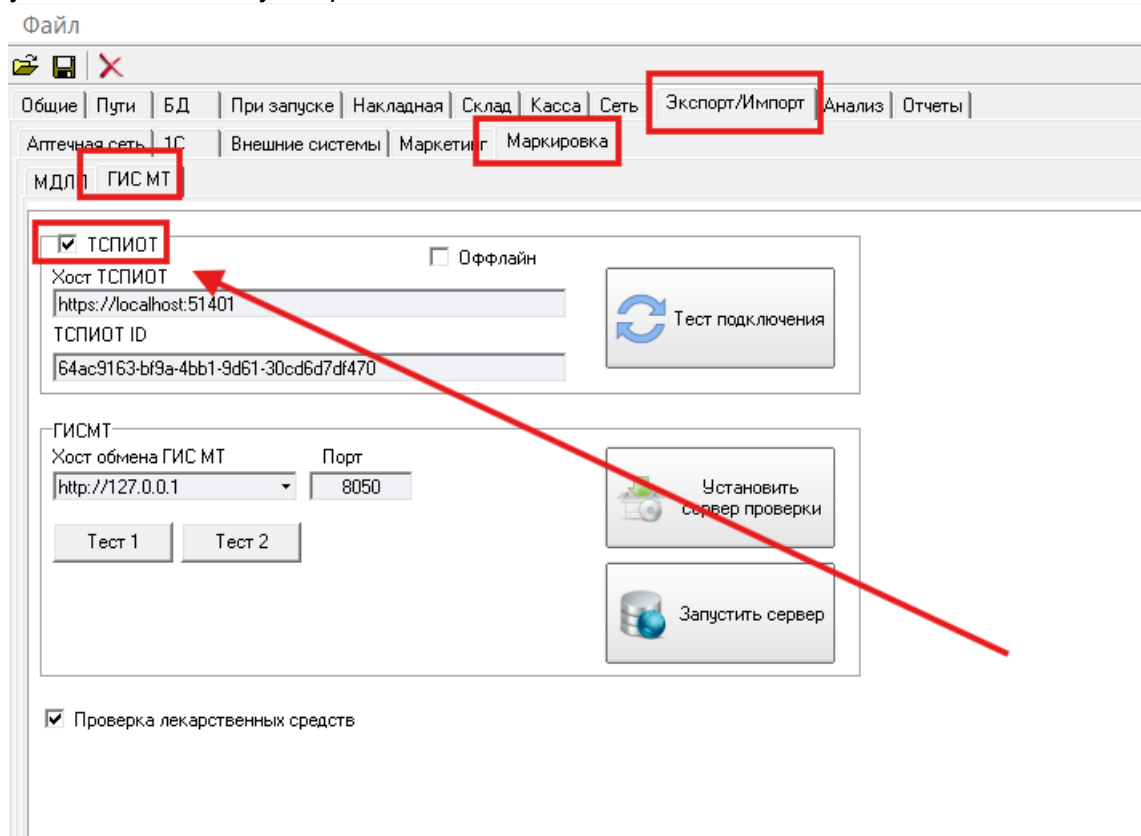 Файл
Общие Пути БД При запуске Накладная Склад Касса Сеть Экспорт/Импорт Анализ Отчеты
Аптечная сеть 1С Внешние системы Маркетинг Маркировка
МДЛП ГИС МТ
ТСПИОТ
Оффлайн
Хост ТСПИОТ
https://localhost:51401
Тест подключения
ТСПИОТ ID
64ac9163-bf9a-4bb1-9d61-30cd6d7df470
ГИСМТ
Хост обмена ГИС МТ Порт
http://127.0.0.1 8050
Установить
сервер проверки
Тест 1 Тест 2
Запустить сервер
Проверка лекарственных средств